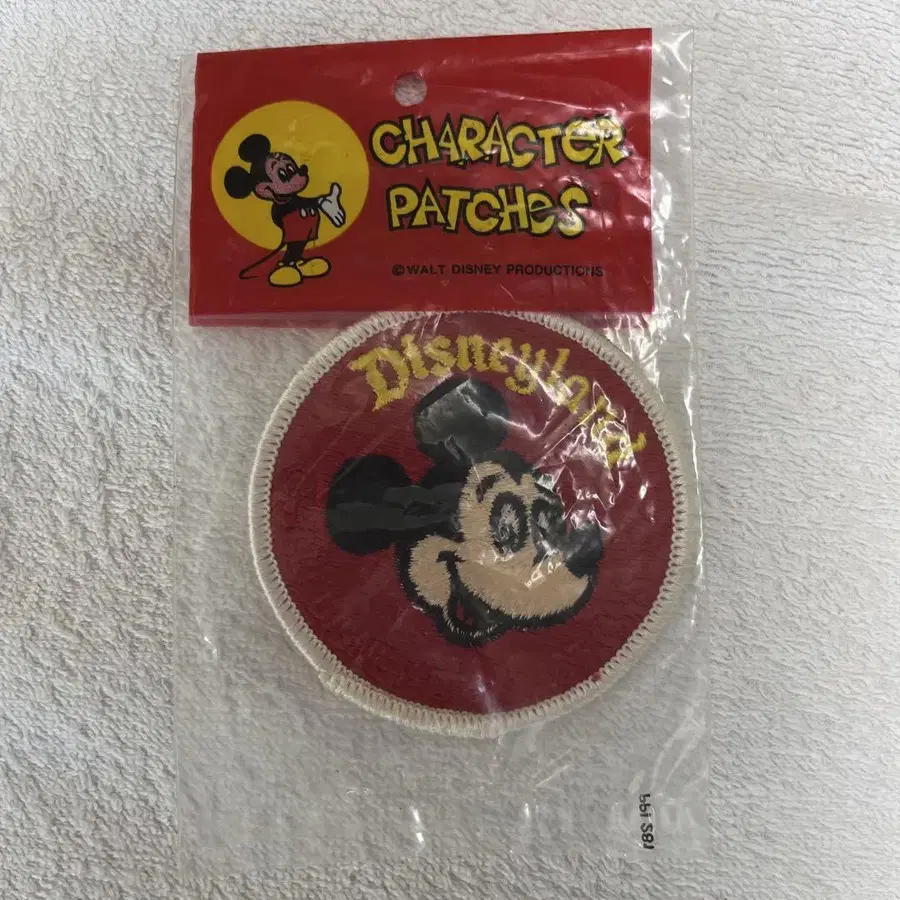 CHARACTER
PATCHES
©WALT DISNEY PRODUCTIONS
Disneyland